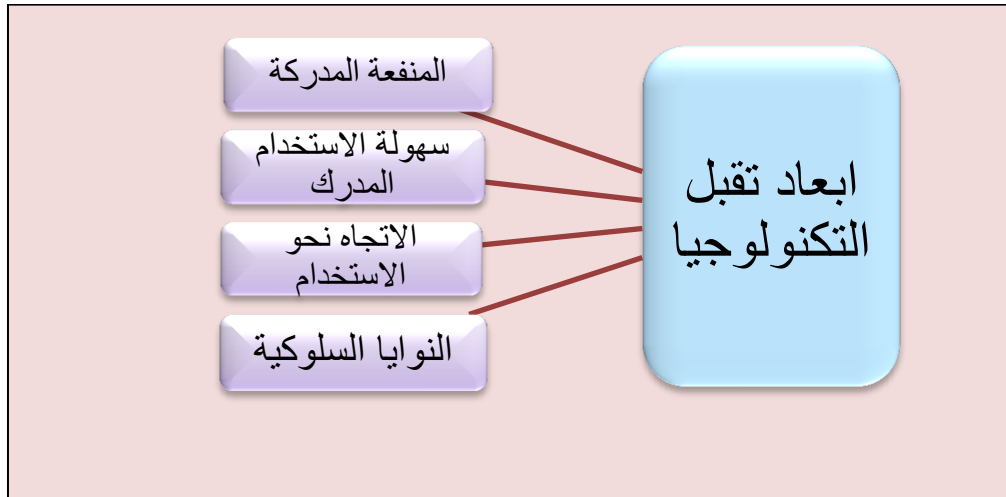 ابعاد تقبل
التكنولوجيا
المنفعة المدركة
سهولة الاستخدام
المدرك
الاتجاه نحو
الاستخدام
النوايا السلوكية